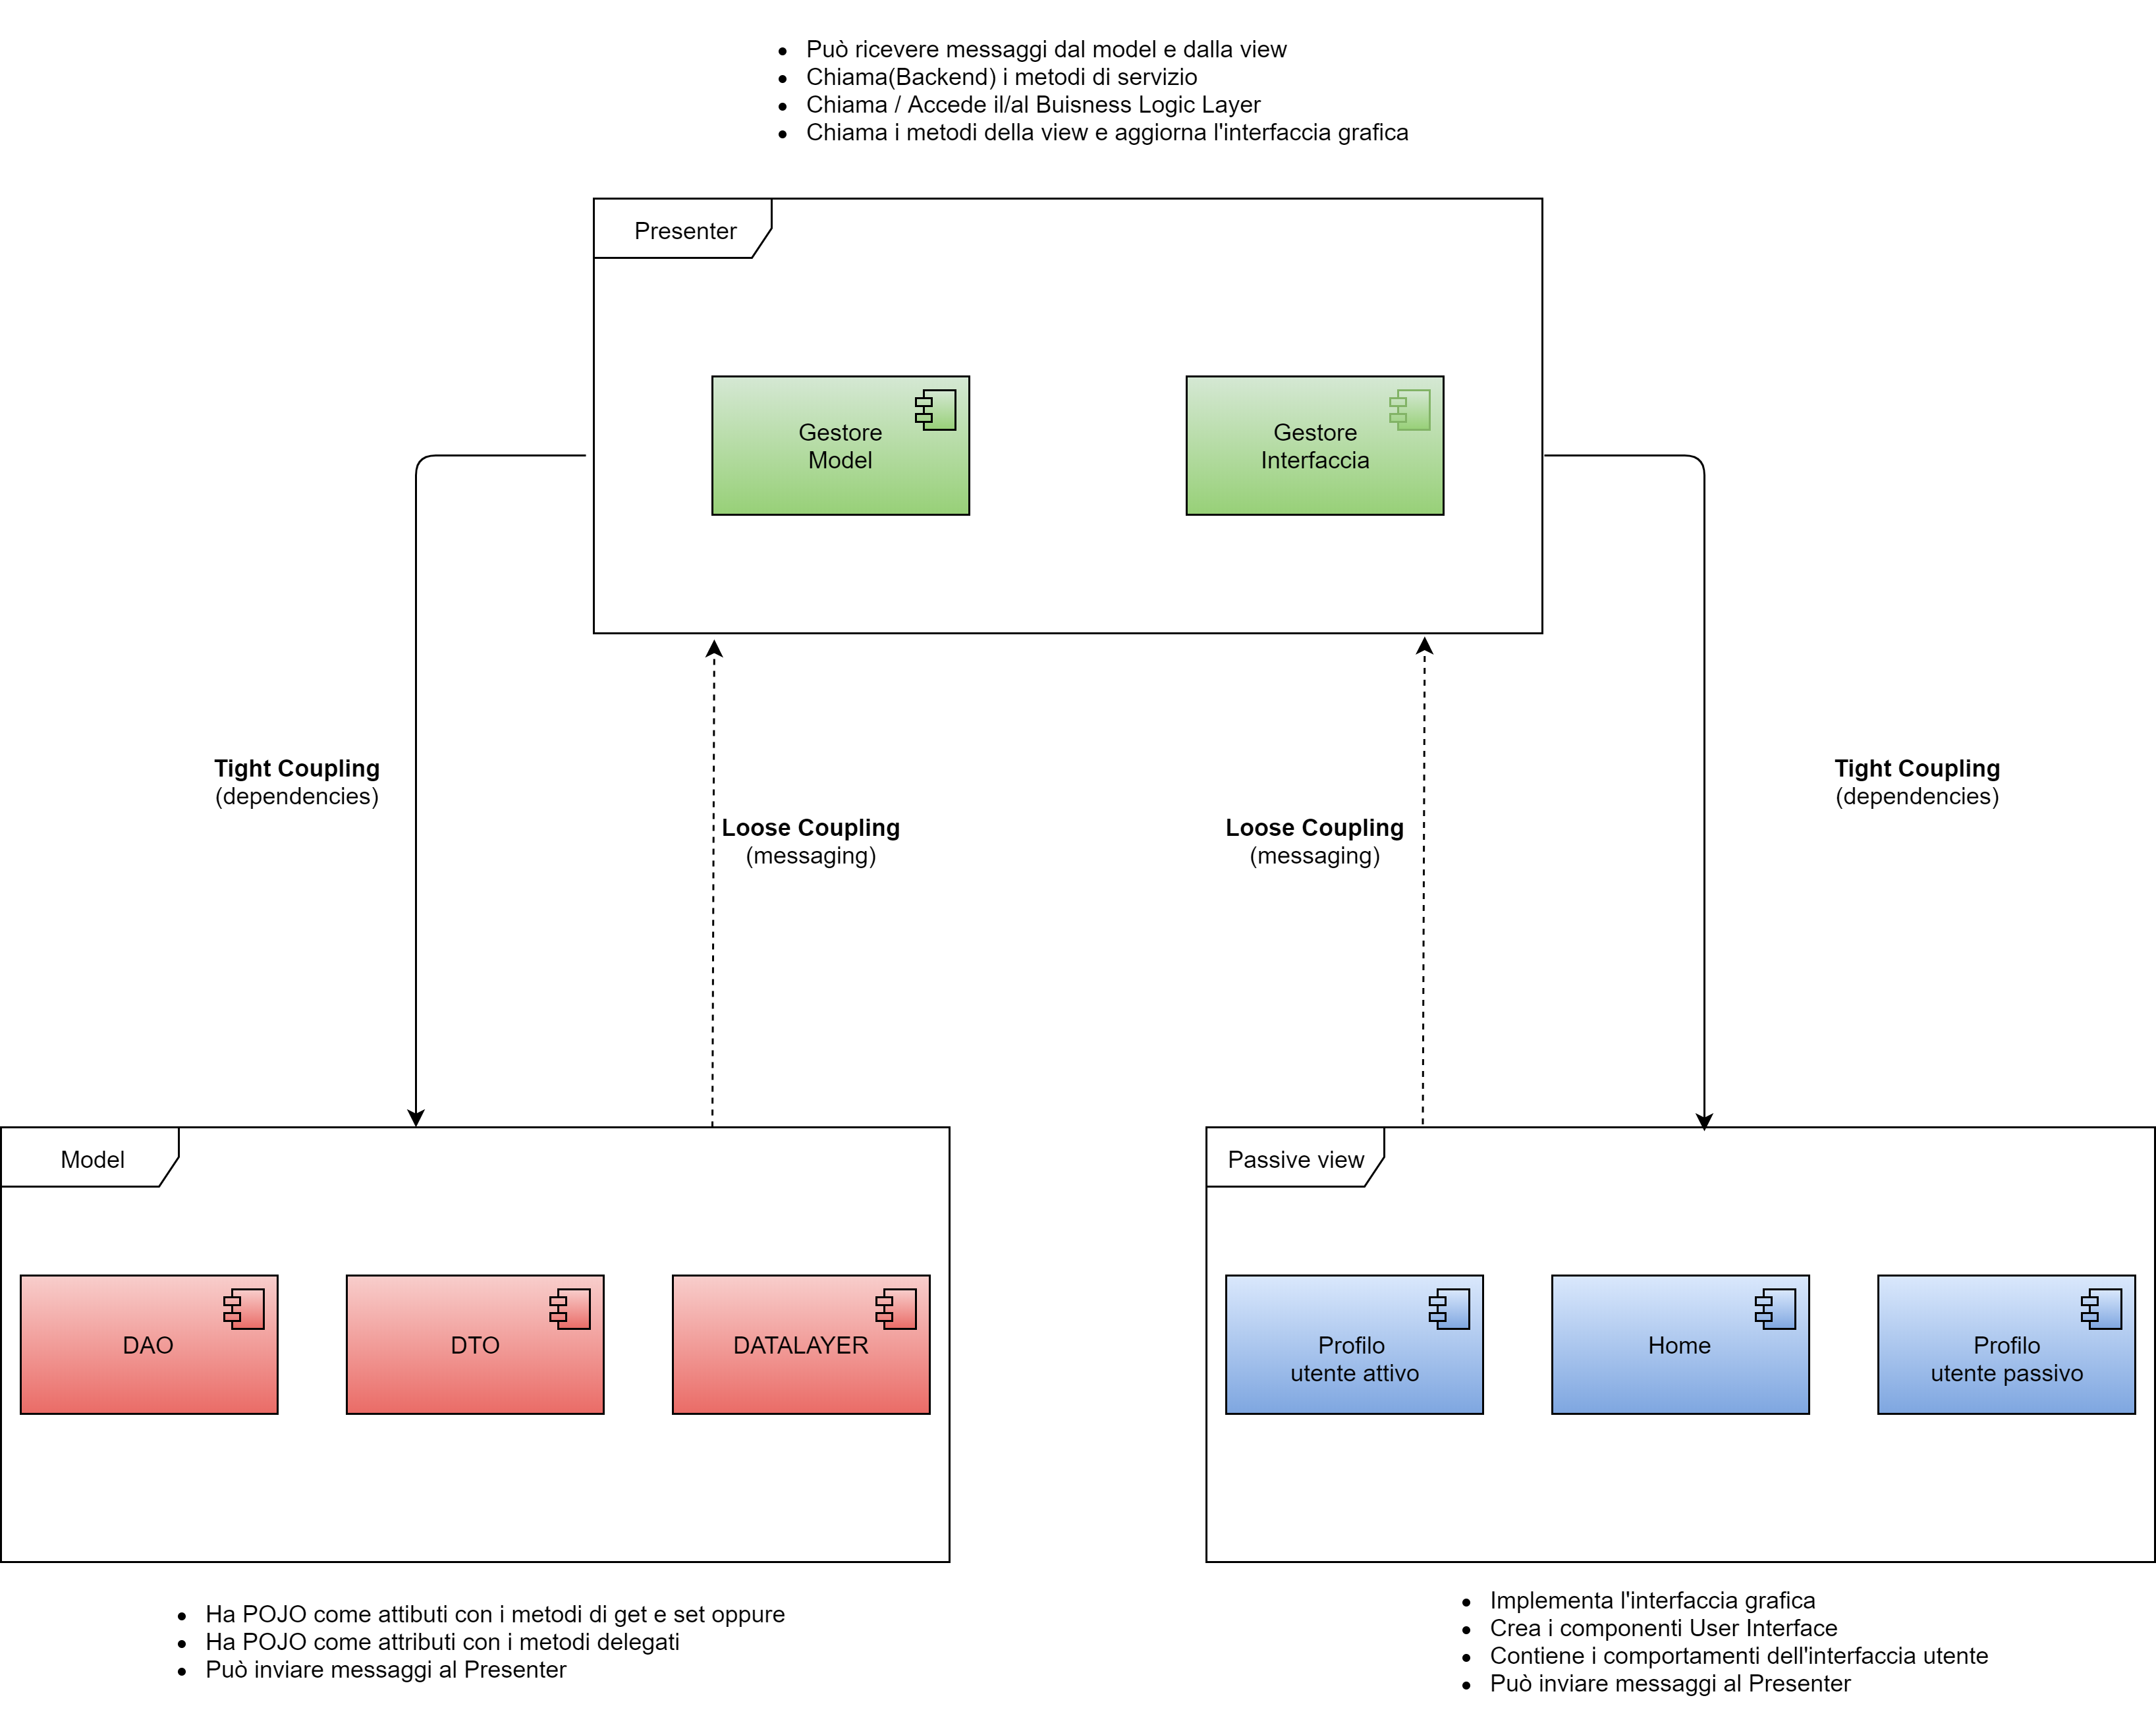 Può ricevere messaggi dal model e dalla view
Chiama(Backend) i metodi di servizio
Chiama / Accede il/al Buisness Logic Layer
Chiama i metodi della view e aggiorna l'interfaccia grafica
Presenter
Gestore
Model
Gestore
Interfaccia
Tight Coupling
(dependencies)
Loose Coupling
(messaging)
Loose Coupling
(messaging)
Tight Coupling
(dependencies)
Model
DAO
DTO
DATALAYER
Passive view
Profilo
utente attivo
Home
Profilo
utente passivo
Ha POJO come attibuti con i metodi di get e set oppure
Ha POJO come attributi con i metodi delegati
Può inviare messaggi al Presenter
Implementa l'interfaccia grafica
Crea i componenti User Interface
Contiene i comportamenti dell'interfaccia utente
Può inviare messaggi al Presenter